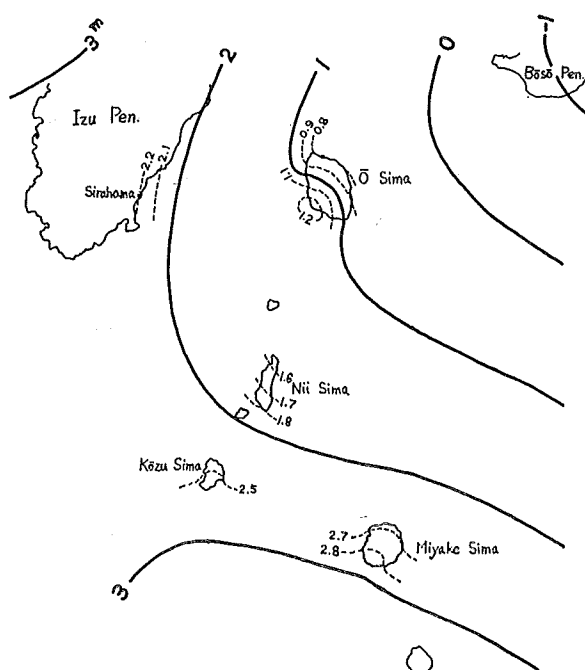 3m
2
1
0
-1
Bōsō Pen.
Izu Pen.
0.9
0.8
2.2
2.1
Sirahama
1.1
Ō Sima
1.2
1.6
Nii Sima
1.7
1.8
Kōzu Sima
2.5
2.7
2.8
Miyake Sima
3